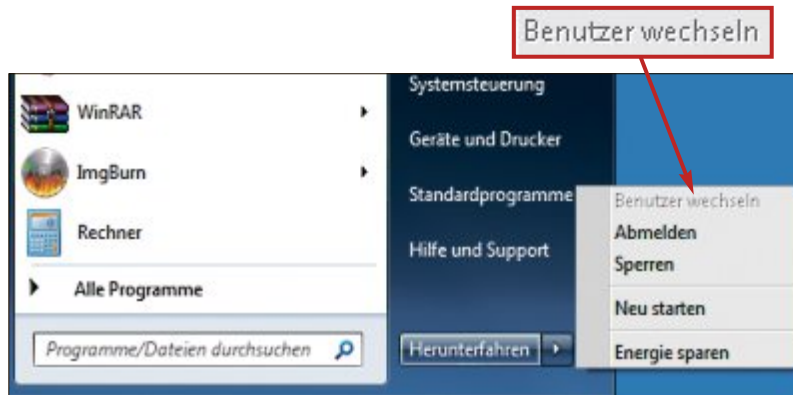 Benutzer wechseln
WinRAR
ImgBurn
Rechner
Alle Programme
Programme/Dateien durchsuchen
Systemsteuerung
Geräte und Drucker
Standardprogramme
Hilfe und Support
Herunterfahren
Benutzer wechseln
Abmelden
Sperren
Neu starten
Energie sparen